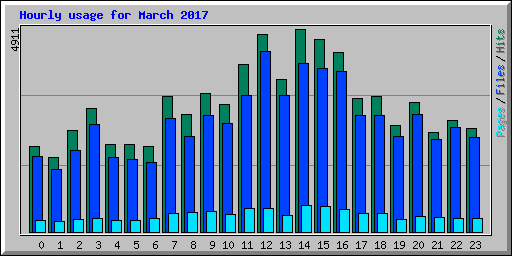 Hourly usage for March 2017
4911
Pages/Files/Hits
0 1 2 3 4 5 6 7 8 9 10 11 12 13 14 15 16 17 18 19 20 21 22 23